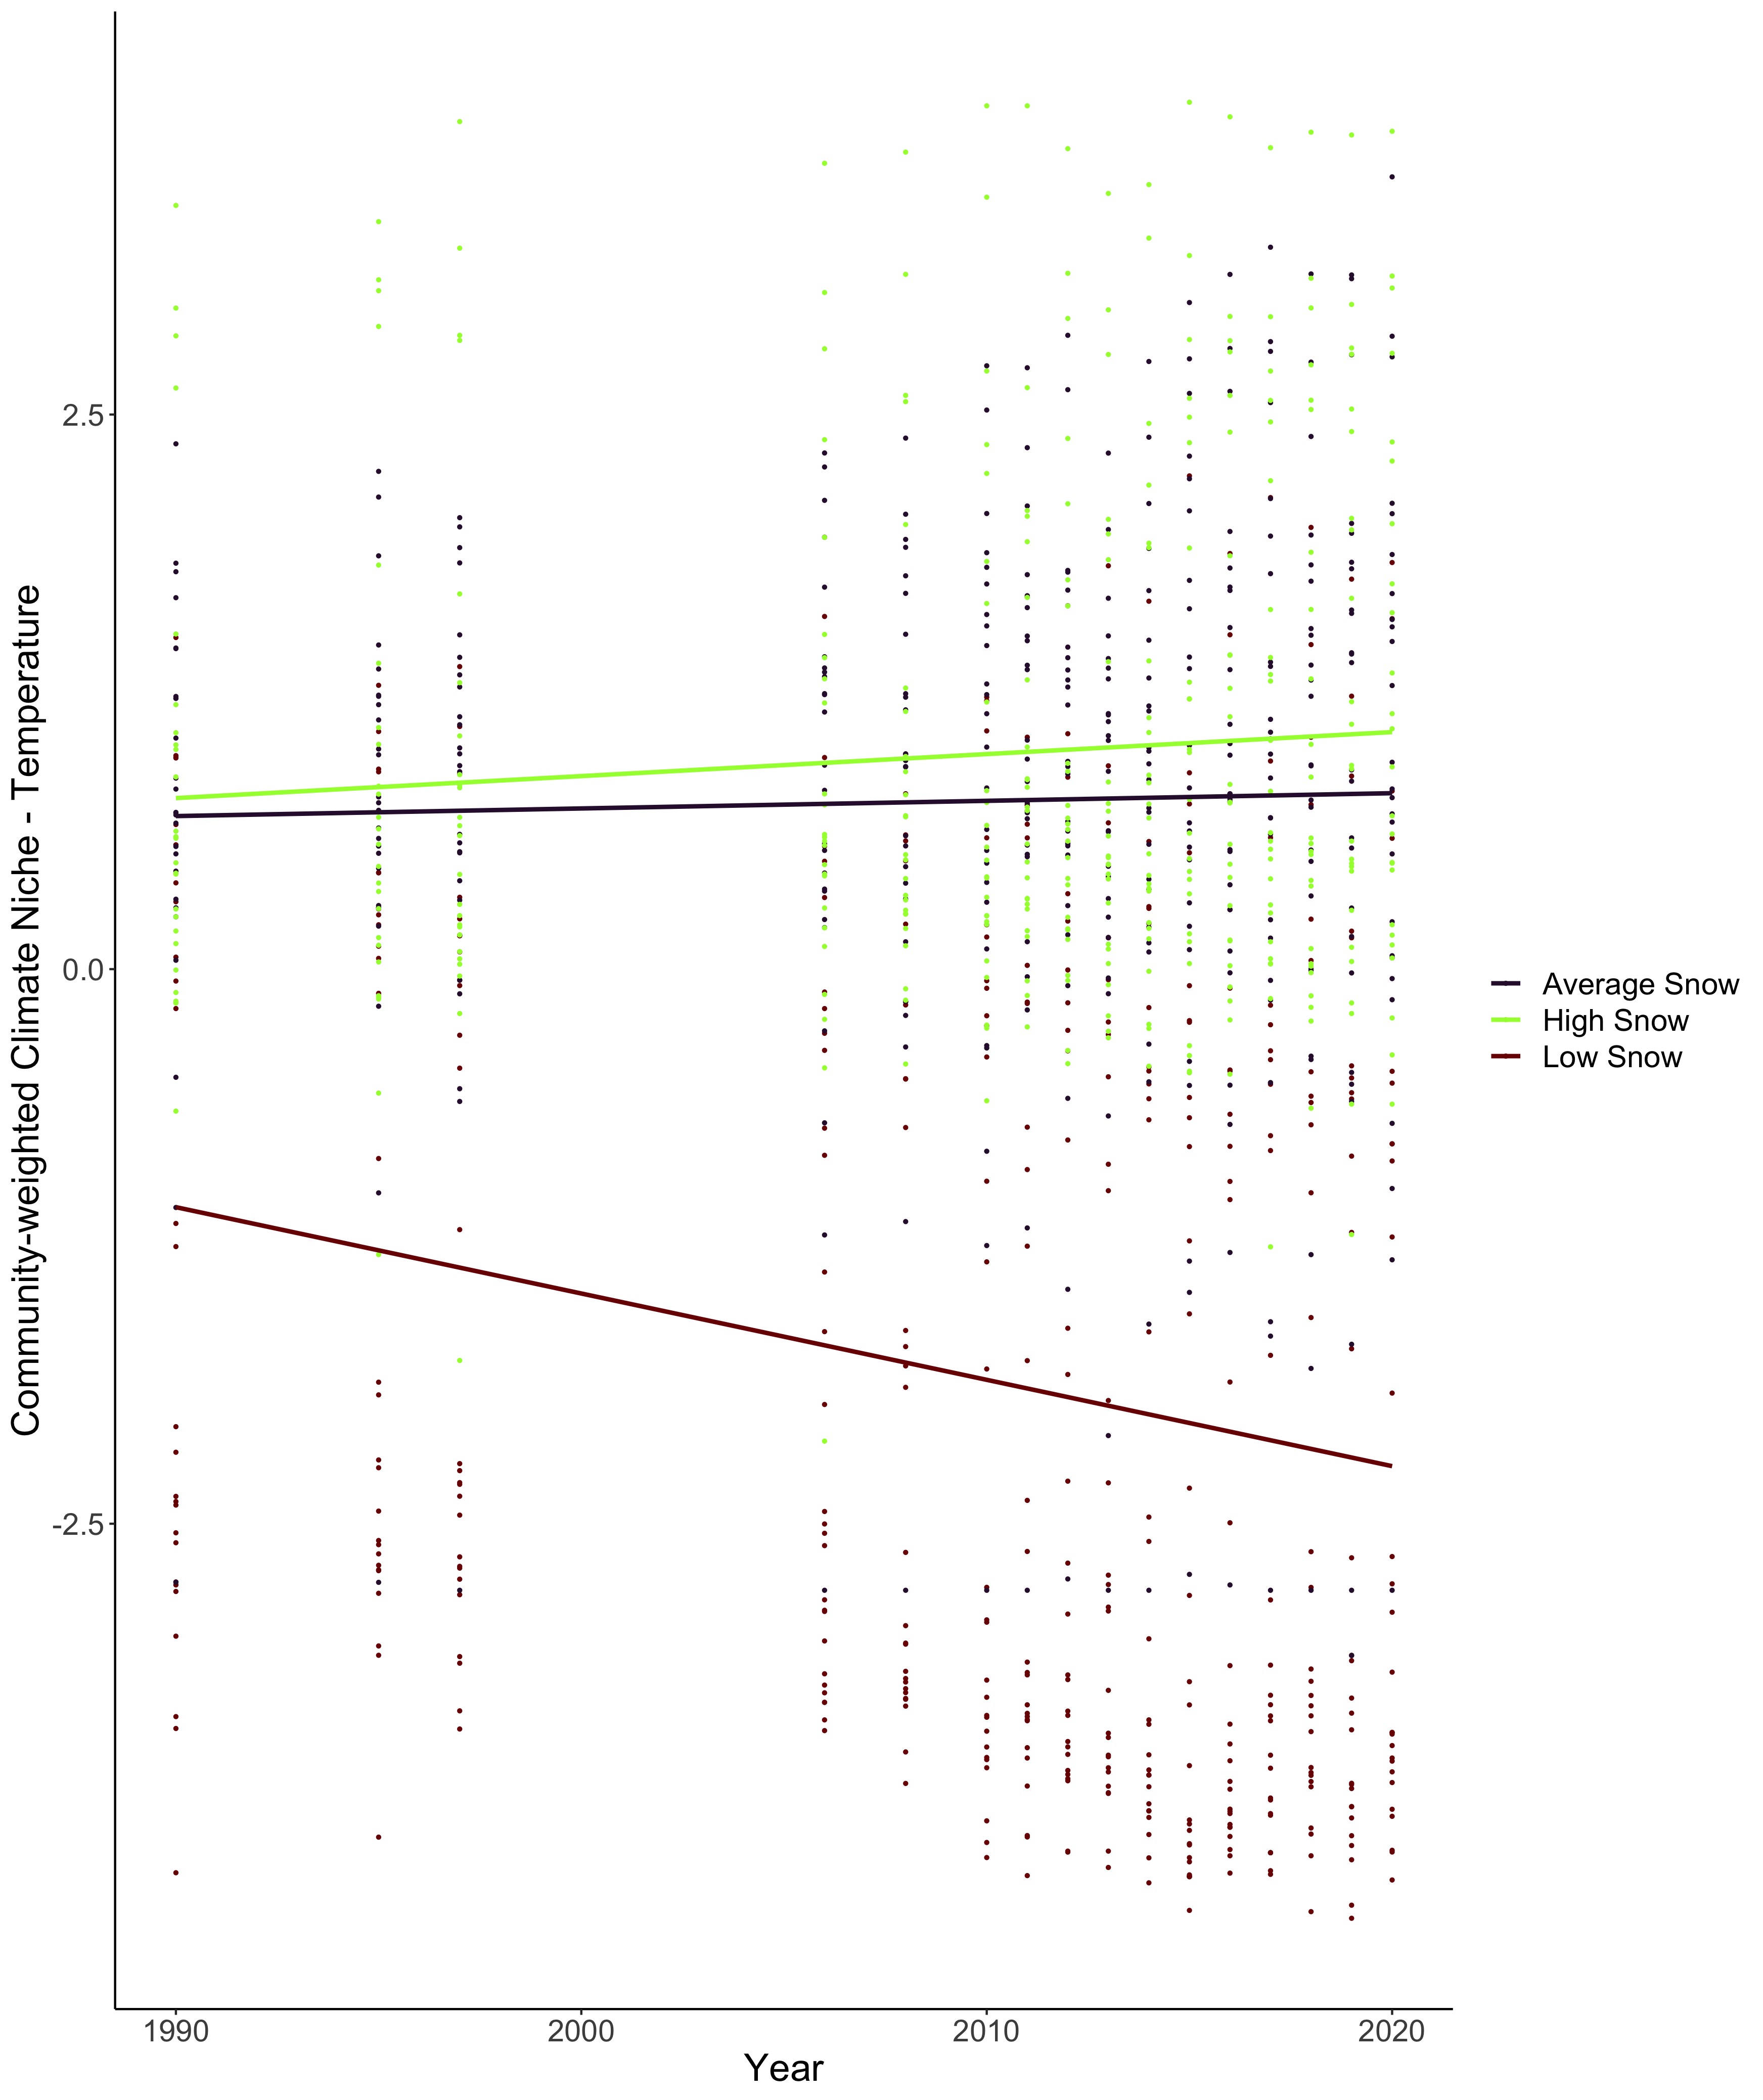 Community-weighted Climate Niche - Temperature
2.5
0.0
-2.5
1990
2000
2010
2020
Year
Average Snow
High Snow
Low Snow